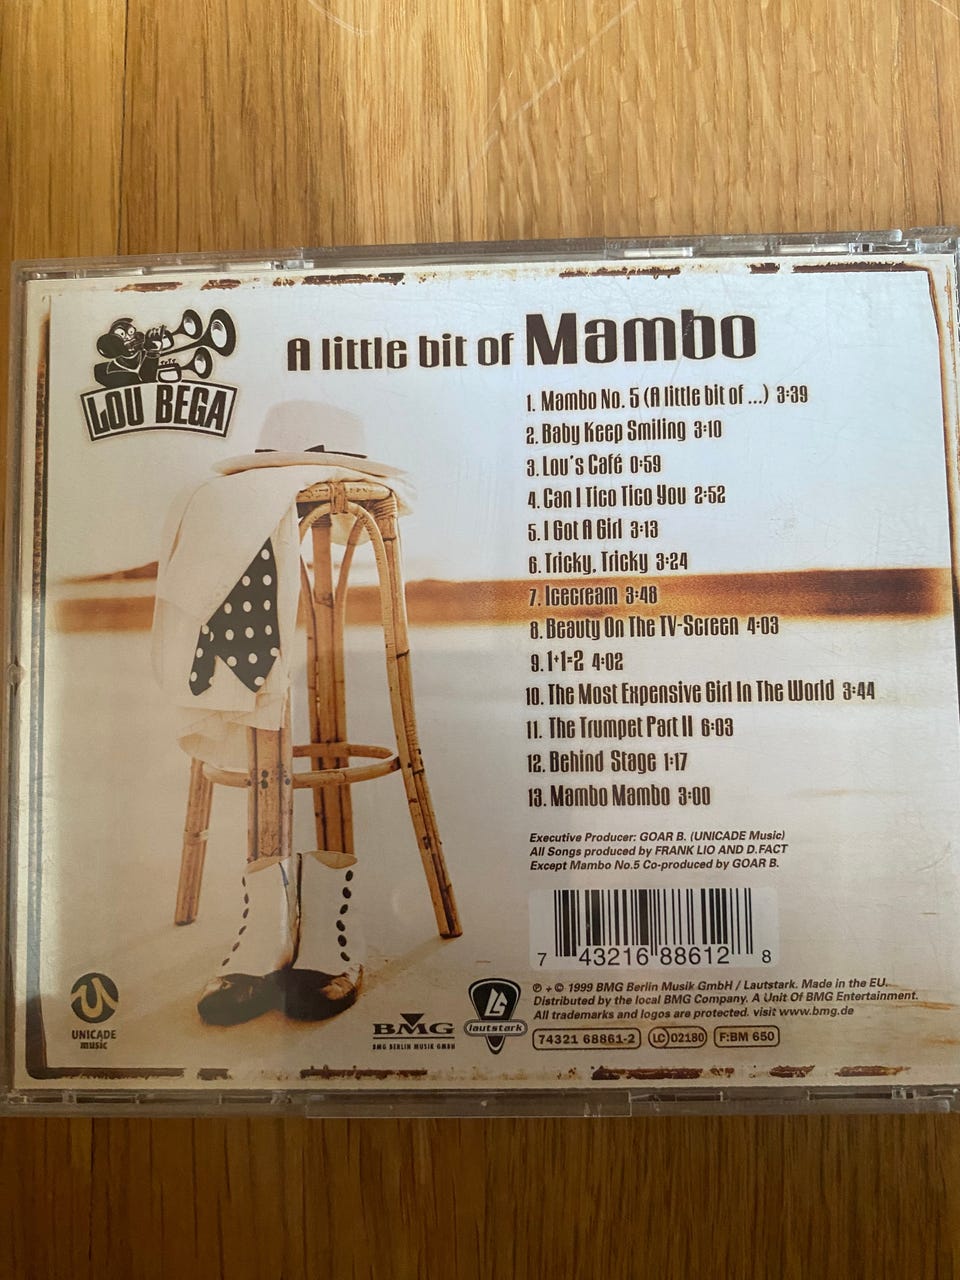 LOU BEGA
A little bit of Mambo
1. Mambo No. 5 (A little bit of ...) 3:39
2. Baby Keep Smiling 3:10
3. Lou's Café 0:59
4. Can I Tico Tico You 2:52
5. I Got A Girl 3:13
6. Tricky, Tricky 3:24
7. Icecream 3:48
8. Beauty On The TV-Screen 4:03
9. 1+1=2 4:02
10. The Most Expensive Girl In The World 3:44
11. The Trumpet Part II 6:03
12. Behind Stage 1:17
13. Mambo Mambo 3:00
Executive Producer: GOAR B. (UNICADE Music)
All Songs produced by FRANK LIO AND D.FACT
Except Mambo No.5 Co-produced by GOAR B.
7 43216 88612 8
UNICADE
music
BMG
BMG BERLIN MUSIK GMBH
LS
lautstark
℗ + © 1999 BMG Berlin Musik GmbH / Lautstark. Made in the EU.
Distributed by the local BMG Company. A Unit Of BMG Entertainment.
All trademarks and logos are protected. visit www.bmg.de
74321 68861-2 LC 02180 F:BM 650